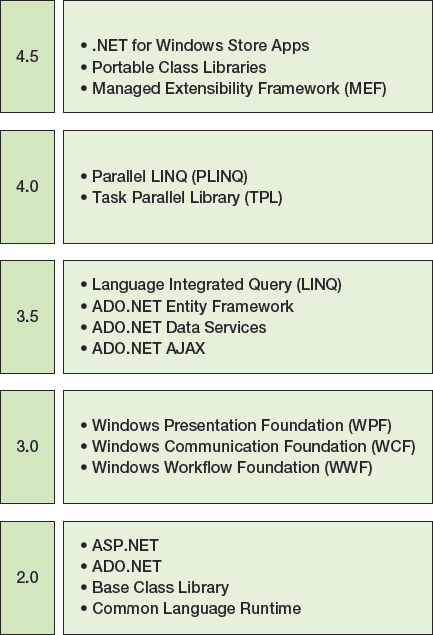 4.5
• .NET for Windows Store Apps
• Portable Class Libraries
• Managed Extensibility Framework (MEF)
4.0
• Parallel LINQ (PLINQ)
• Task Parallel Library (TPL)
3.5
• Language Integrated Query (LINQ)
• ADO.NET Entity Framework
• ADO.NET Data Services
• ADO.NET AJAX
3.0
• Windows Presentation Foundation (WPF)
• Windows Communication Foundation (WCF)
• Windows Workflow Foundation (WWF)
2.0
• ASP.NET
• ADO.NET
• Base Class Library
• Common Language Runtime